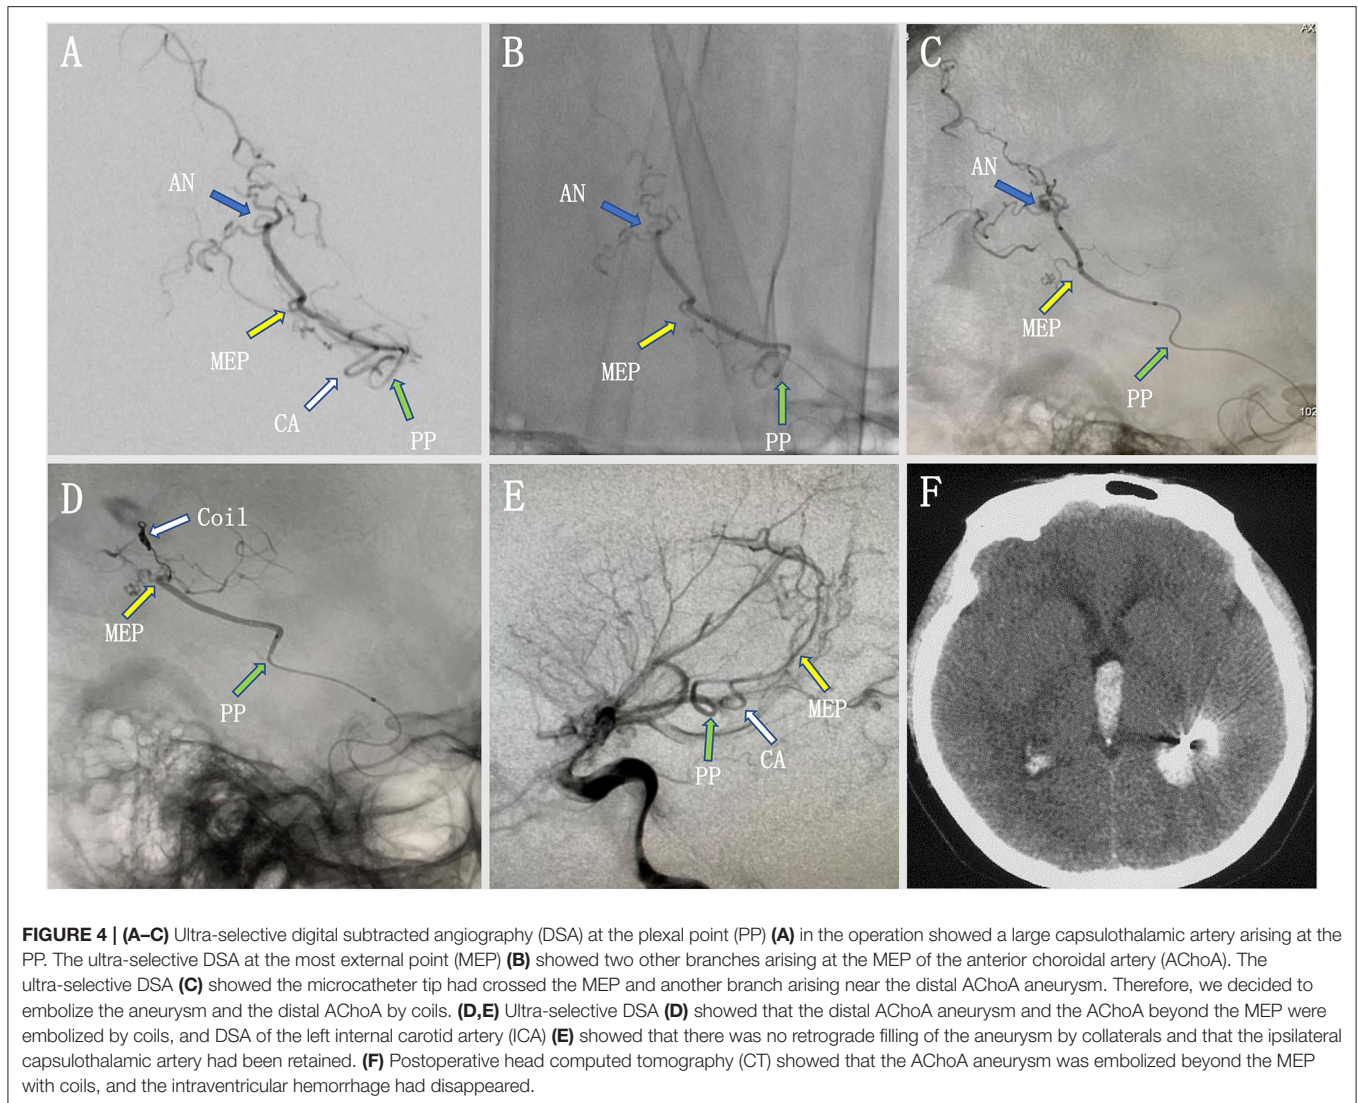 A
AN
MEP
CA
PP
B
AN
MEP
PP
C
AX
AN
MEP
PP
102
D
Coil
MEP
PP
E
MEP
CA
PP
F
FIGURE 4 | (A–C) Ultra-selective digital subtracted angiography (DSA) at the plexal point (PP) (A) in the operation showed a large capsulothalamic artery arising at the
PP. The ultra-selective DSA at the most external point (MEP) (B) showed two other branches arising at the MEP of the anterior choroidal artery (AChoA). The
ultra-selective DSA (C) showed the microcatheter tip had crossed the MEP and another branch arising near the distal AChoA aneurysm. Therefore, we decided to
embolize the aneurysm and the distal AChoA by coils. (D,E) Ultra-selective DSA (D) showed that the distal AChoA aneurysm and the AChoA beyond the MEP were
embolized by coils, and DSA of the left internal carotid artery (ICA) (E) showed that there was no retrograde filling of the aneurysm by collaterals and that the ipsilateral
capsulothalamic artery had been retained. (F) Postoperative head computed tomography (CT) showed that the AChoA aneurysm was embolized beyond the MEP
with coils, and the intraventricular hemorrhage had disappeared.